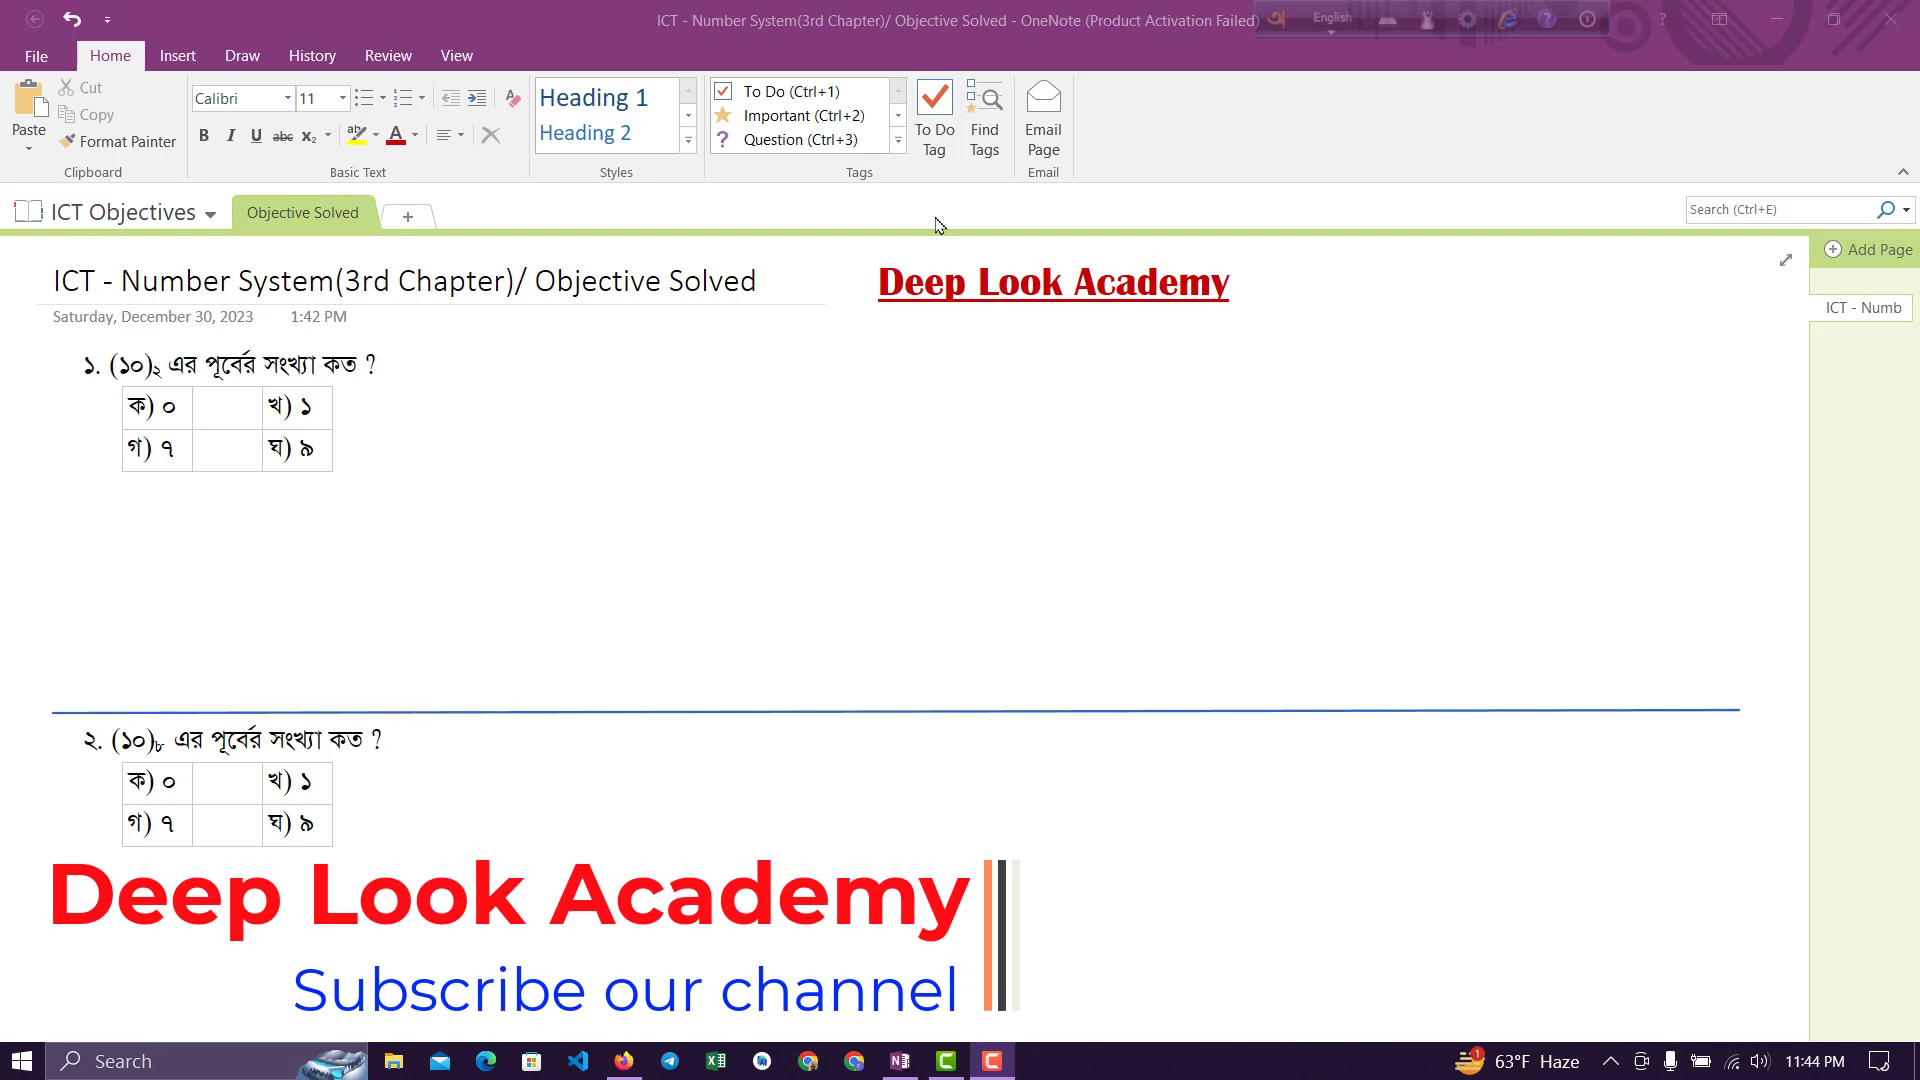 ICT - Number System(3rd Chapter)/ Objective Solved - OneNote (Product Activation Failed)
English
File Home Insert Draw History Review View
Paste
Cut
Copy
Format Painter
Clipboard
Calibri 11
B I U abc X₂
Basic Text
Heading 1
Heading 2
Styles
To Do (Ctrl+1)
Important (Ctrl+2)
Question (Ctrl+3)
Tags
To Do Tag
Find Tags
Email Page
Email
ICT Objectives
Objective Solved
Search (Ctrl+E)
Add Page
ICT - Numb
ICT - Number System(3rd Chapter)/ Objective Solved
Deep Look Academy
Saturday, December 30, 2023 1:42 PM
১. (১০)₂ এর পূর্বের সংখ্যা কত ?
ক) ০ খ) ১
গ) ৭ ঘ) ৯
২. (১০)৮ এর পূর্বের সংখ্যা কত ?
ক) ০ খ) ১
গ) ৭ ঘ) ৯
Deep Look Academy
Subscribe our channel
Search
63°F Haze
11:44 PM